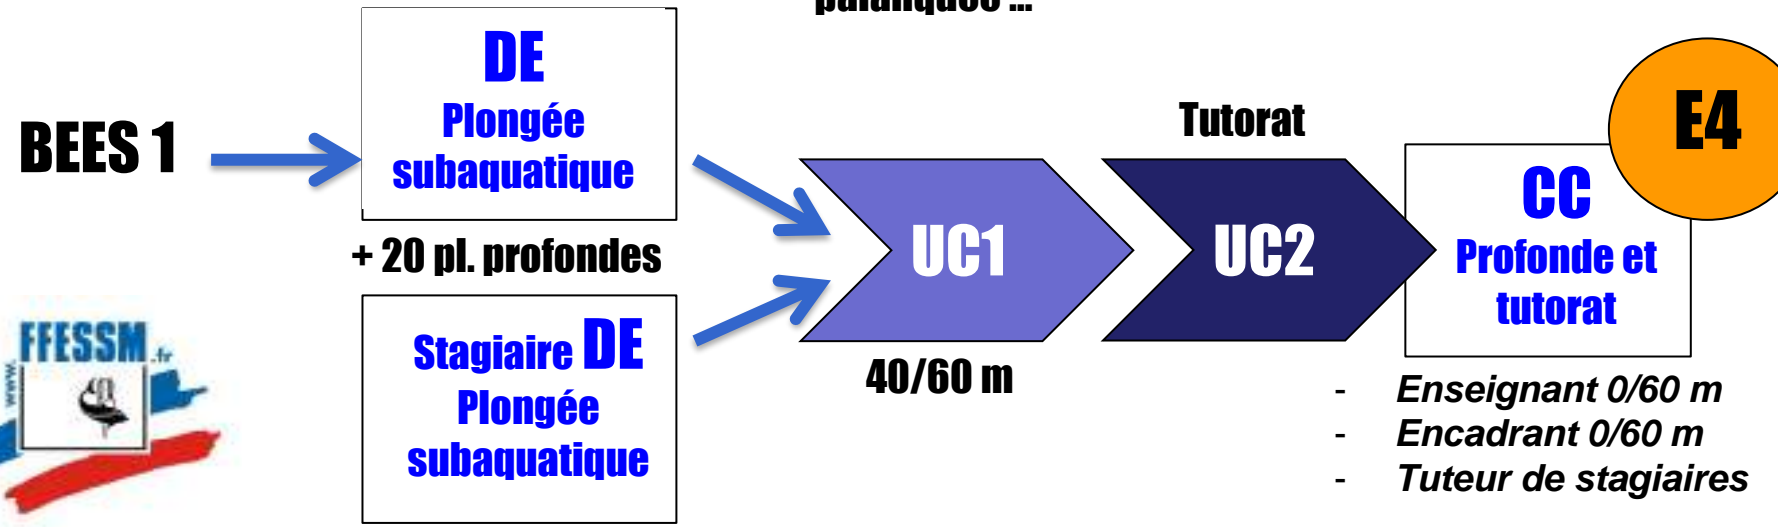 palanquée ...
BEES 1
DE
Plongée
subaquatique
+ 20 pl. profondes
Stagiaire DE
Plongée
subaquatique
UC1
40/60 m
Tutorat
UC2
E4
CC
Profonde et
tutorat
- Enseignant 0/60 m
- Encadrant 0/60 m
- Tuteur de stagiaires
www.
FFESSM.fr